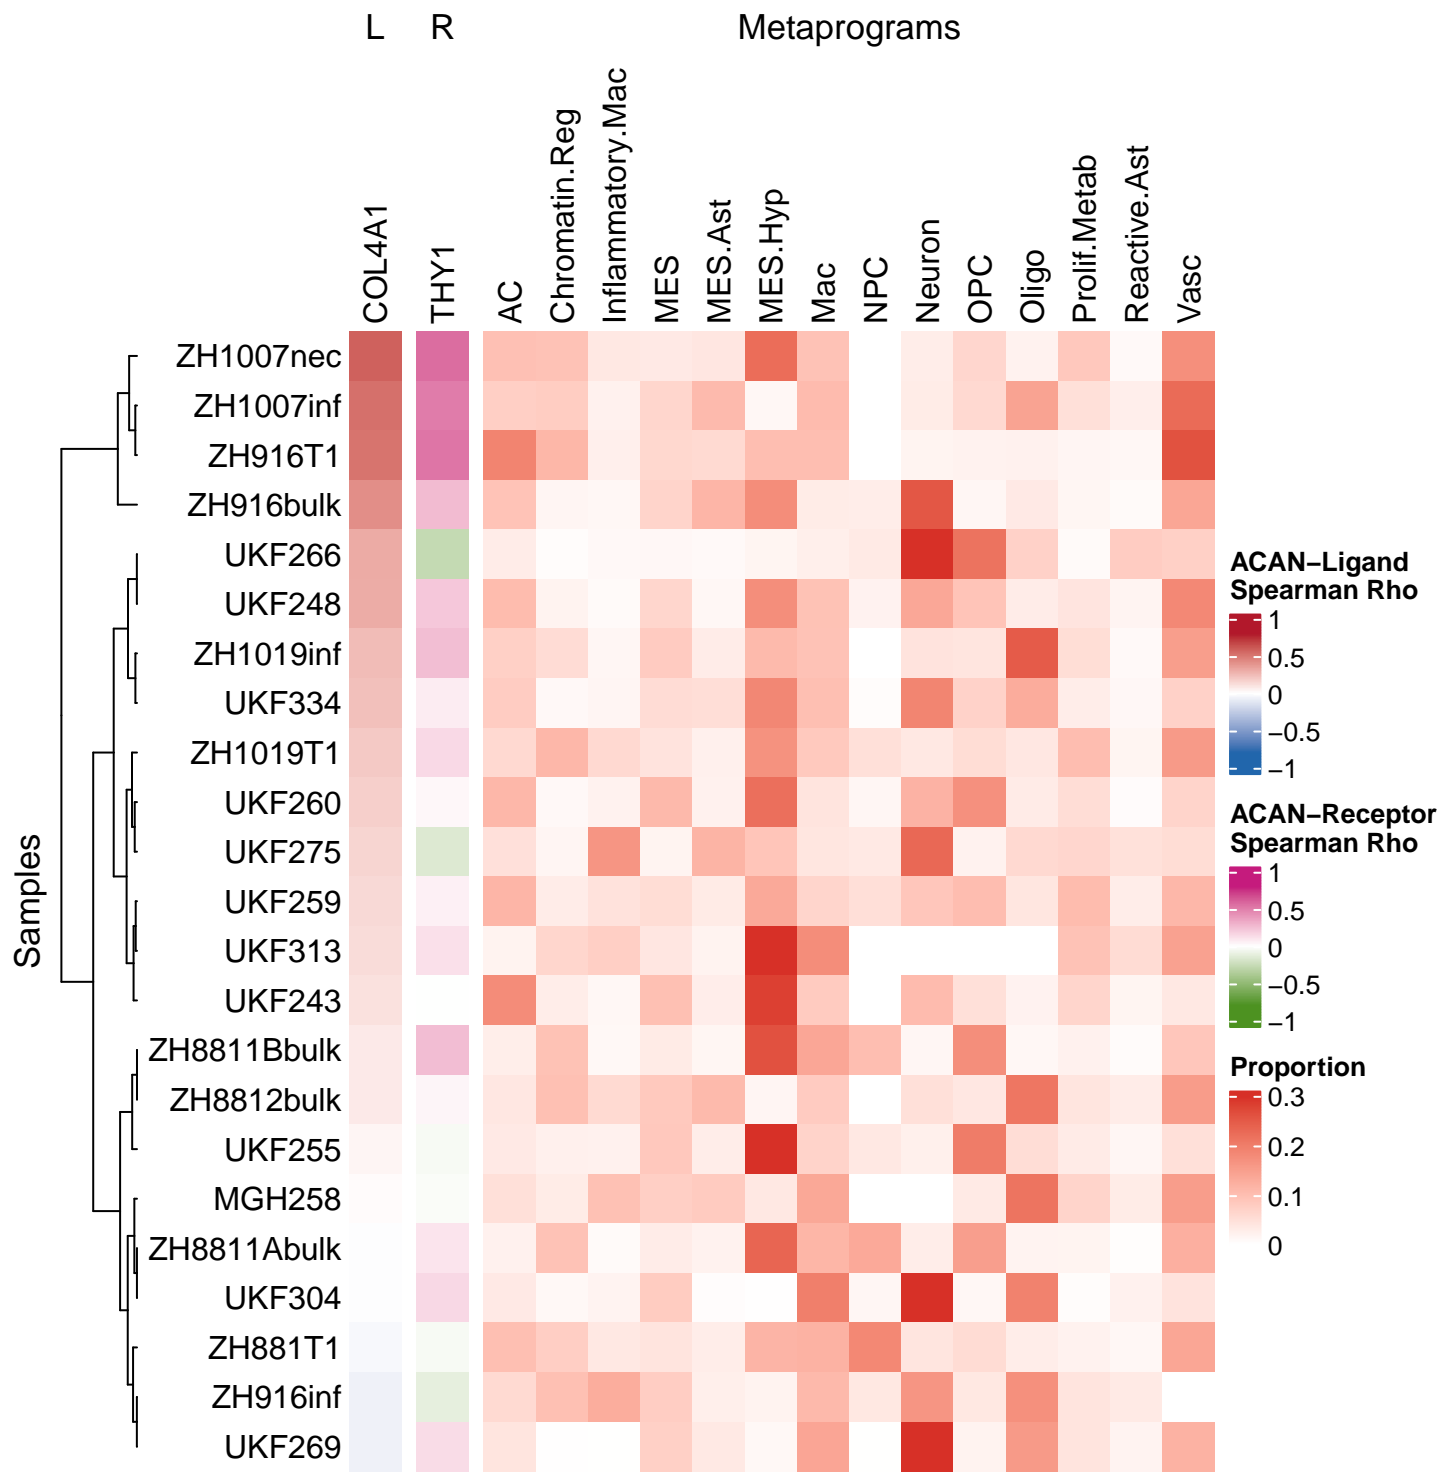 L R Metaprograms
COL4A1 THY1 AC Chromatin.Reg Inflammatory.Mac MES MES.Ast MES.Hyp Mac NPC Neuron OPC Oligo Prolif.Metab Reactive.Ast Vasc
Samples
ZH1007nec
ZH1007inf
ZH916T1
ZH916bulk
UKF266
UKF248
ZH1019inf
UKF334
ZH1019T1
UKF260
UKF275
UKF259
UKF313
UKF243
ZH8811Bbulk
ZH8812bulk
UKF255
MGH258
ZH8811Abulk
UKF304
ZH881T1
ZH916inf
UKF269
ACAN−Ligand
Spearman Rho
1
0.5
0
−0.5
−1
ACAN−Receptor
Spearman Rho
1
0.5
0
−0.5
−1
Proportion
0.3
0.2
0.1
0